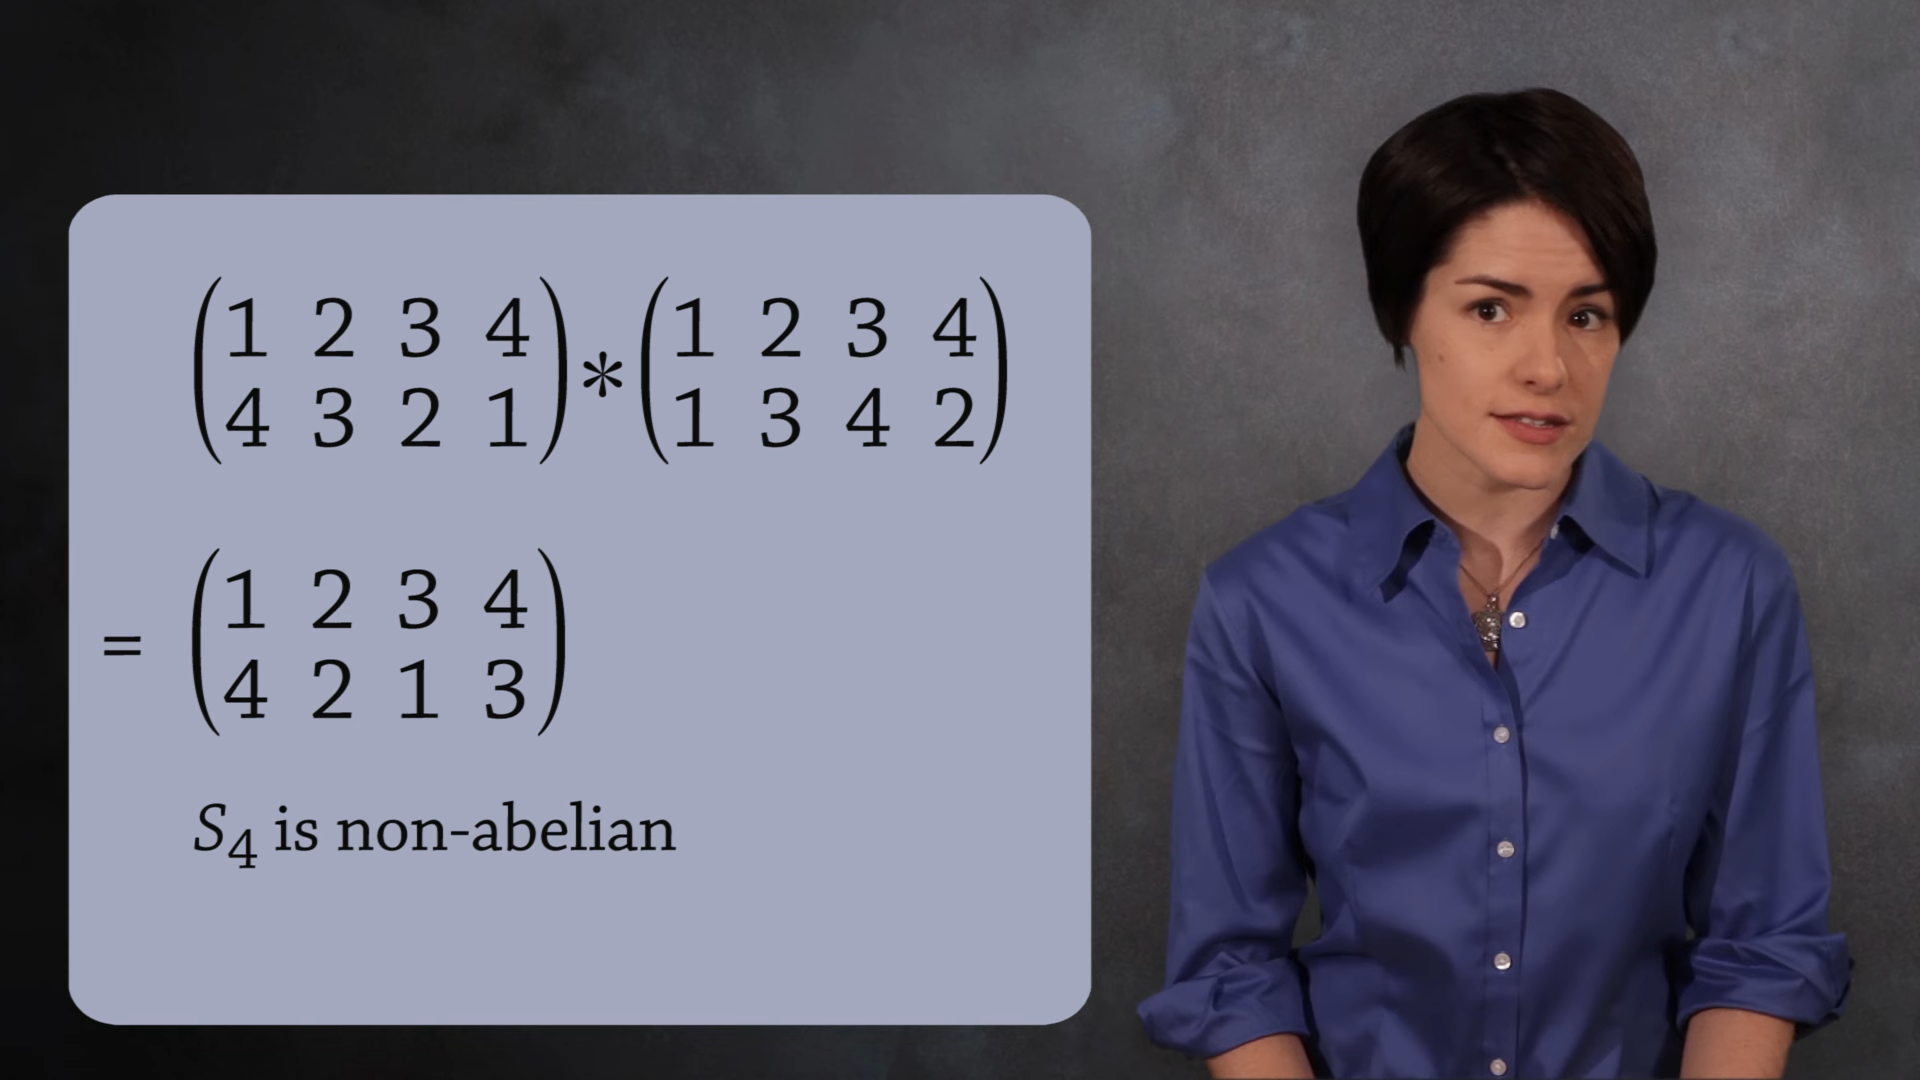 (1 2 3 4) * (1 2 3 4)
(4 3 2 1) (1 3 4 2)
= (1 2 3 4)
(4 2 1 3)
S4 is non-abelian